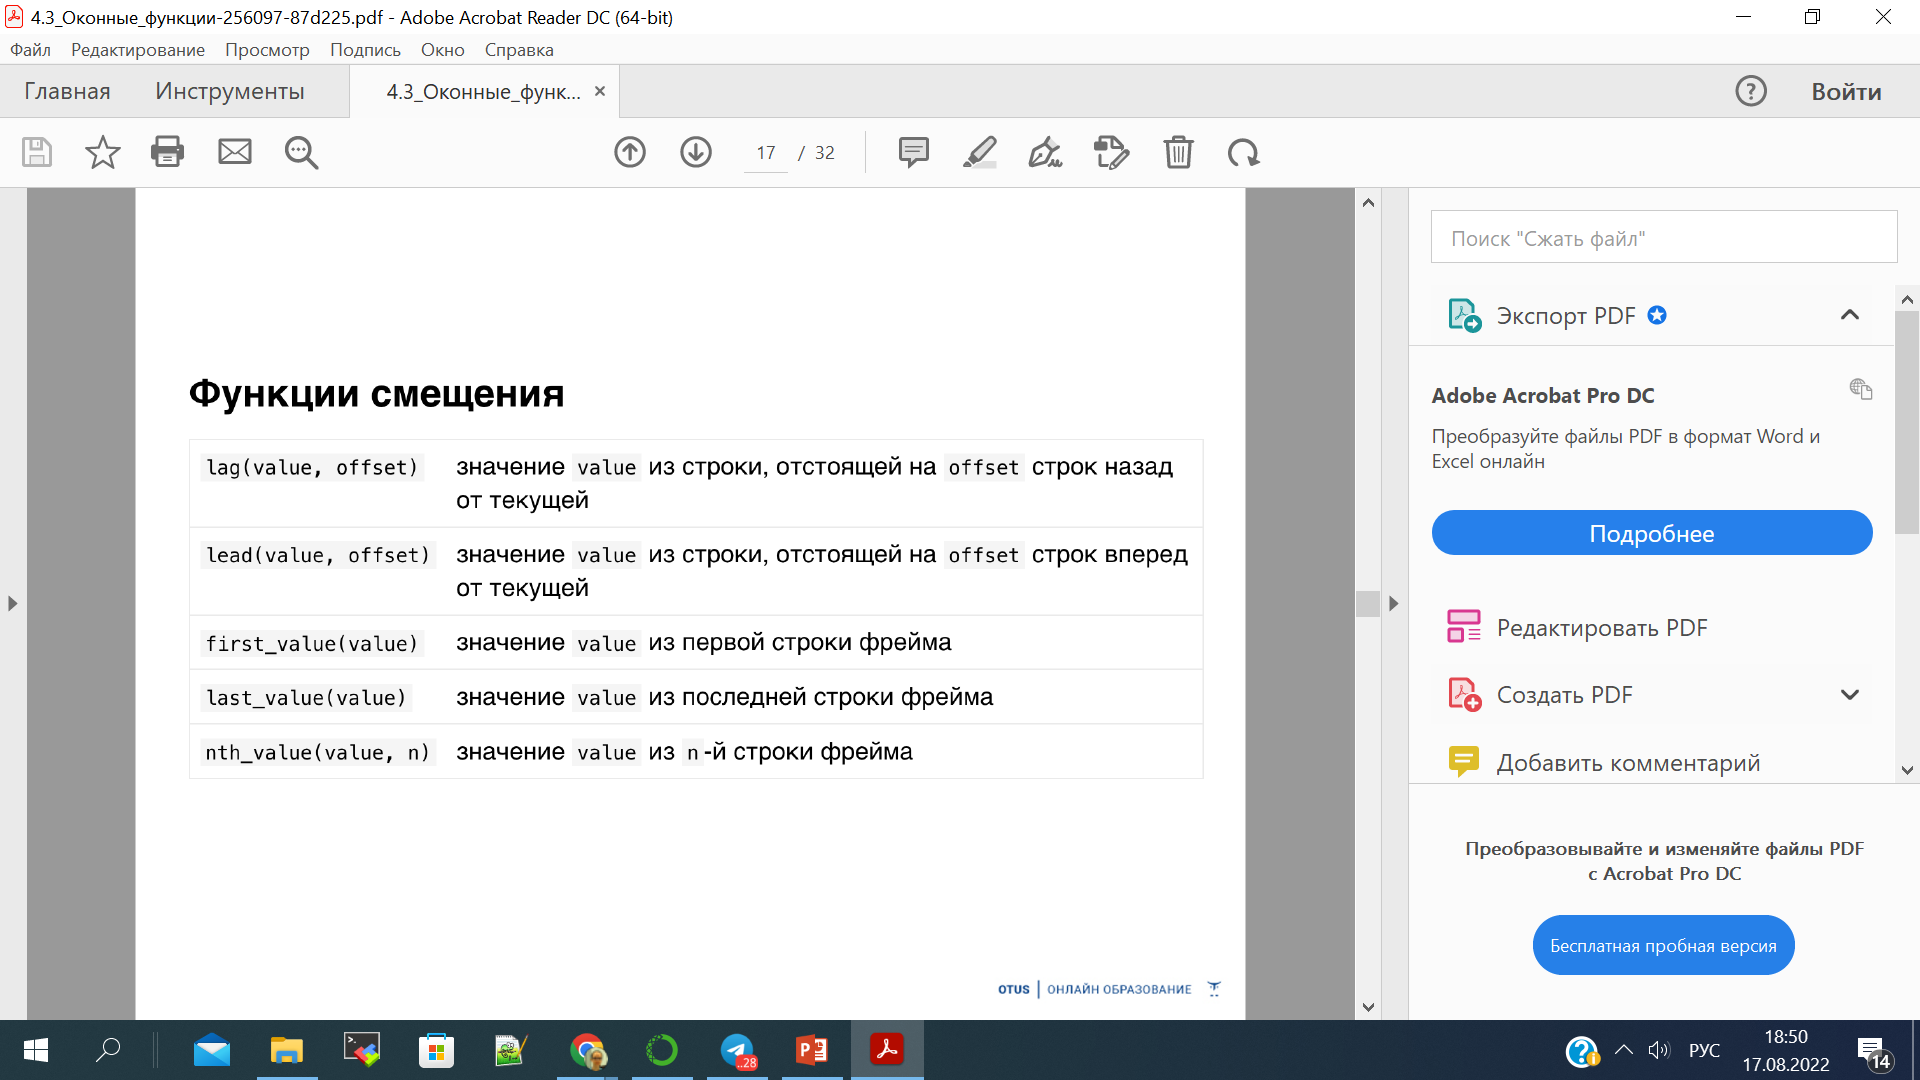 4.3_Оконные_функции-256097-87d225.pdf - Adobe Acrobat Reader DC (64-bit)
Файл Редактирование Просмотр Подпись Окно Справка
Главная Инструменты 4.3_Оконные_функ... × ? Войти
17 / 32
Поиск "Сжать файл"
Экспорт PDF
Adobe Acrobat Pro DC
Преобразуйте файлы PDF в формат Word и
Excel онлайн
Подробнее
Редактировать PDF
Создать PDF
Добавить комментарий
Преобразовывайте и изменяйте файлы PDF
с Acrobat Pro DC
Бесплатная пробная версия
Функции смещения
lag(value, offset) значение value из строки, отстоящей на offset строк назад
от текущей
lead(value, offset) значение value из строки, отстоящей на offset строк вперед
от текущей
first_value(value) значение value из первой строки фрейма
last_value(value) значение value из последней строки фрейма
nth_value(value, n) значение value из n -й строки фрейма
OTUS | ОНЛАЙН ОБРАЗОВАНИЕ
..28
РУС
18:50
17.08.2022
14